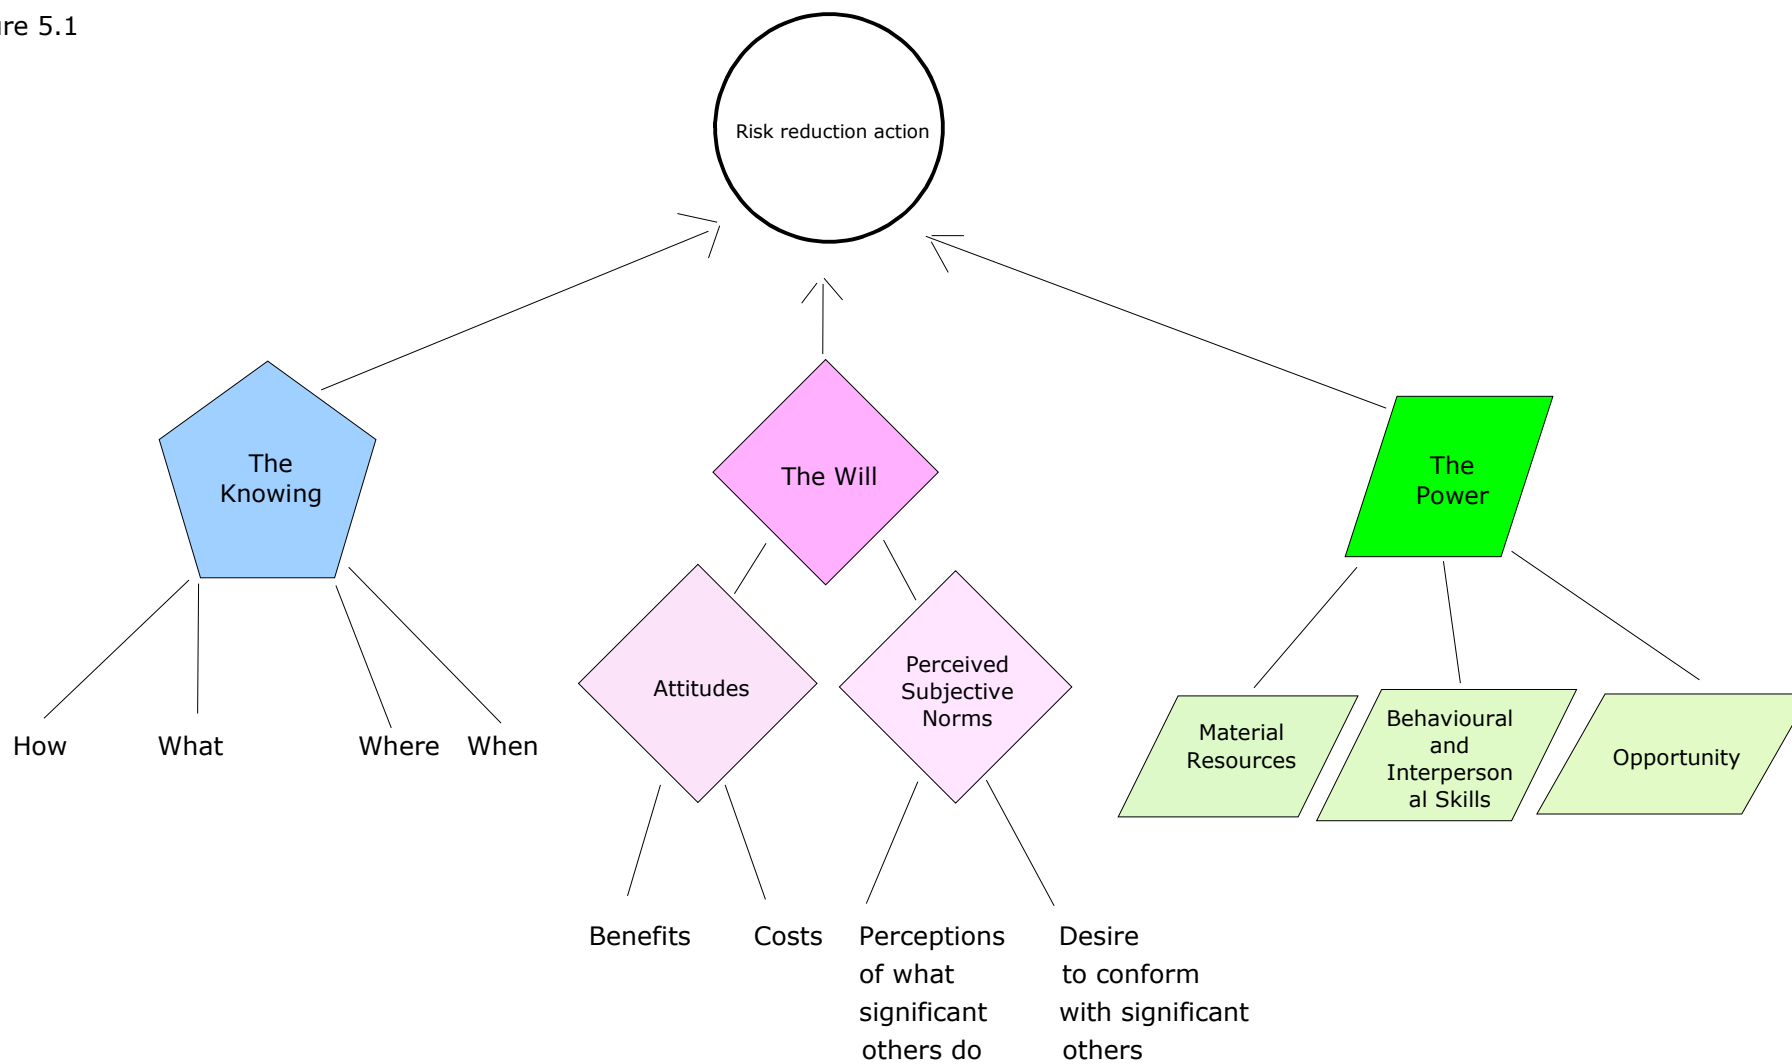 ure 5.1
Risk reduction action
The
Knowing
The Will
The
Power
How
What
Where
When
Attitudes
Perceived
Subjective
Norms
Material
Resources
Behavioural
and
Interperson
al Skills
Opportunity
Benefits
Costs
Perceptions
of what
significant
others do
Desire
to conform
with significant
others